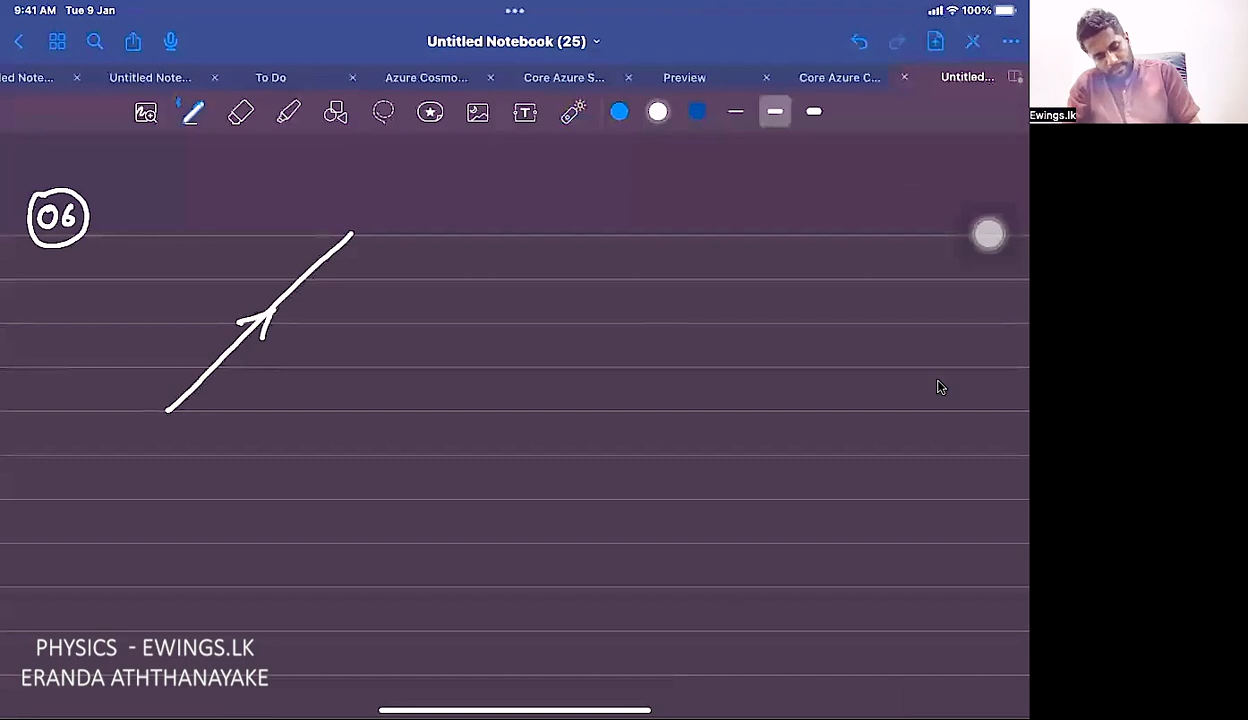 9:41 AM Tue 9 Jan
100%
Untitled Notebook (25)
led Note...
Untitled Note...
To Do
Azure Cosmo...
Core Azure S...
Preview
Core Azure C...
Untitled...
T
Ewings.lk
06
PHYSICS - EWINGS.LK
ERANDA ATHTHANAYAKE